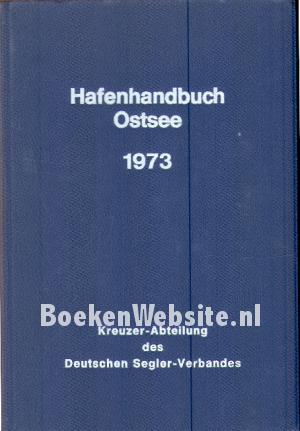 Hafenhandbuch
Ostsee
1973
BoekenWebsite.nl
Kreuzer-Abteilung
des
Deutschen Segler-Verbandes